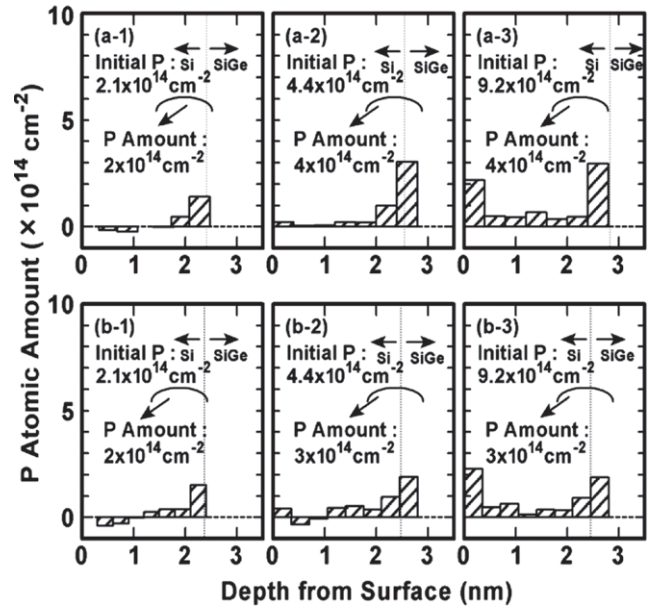 P Atomic Amount (×10¹⁴ cm⁻²)
10
5
0
(a-1)
Si SiGe
Initial P :
2.1x10¹⁴cm⁻²
P Amount :
2x10¹⁴cm⁻²
0 1 2 3
(a-2)
Si SiGe
Initial P :
4.4x10¹⁴cm⁻²
P Amount :
4x10¹⁴cm⁻²
0 1 2 3
(a-3)
Si SiGe
Initial P :
9.2x10¹⁴cm⁻²
P Amount :
4x10¹⁴cm⁻²
0 1 2 3
10
5
0
(b-1)
Si SiGe
Initial P :
2.1x10¹⁴cm⁻²
P Amount :
2x10¹⁴cm⁻²
0 1 2 3
(b-2)
Si SiGe
Initial P :
4.4x10¹⁴cm⁻²
P Amount :
3x10¹⁴cm⁻²
0 1 2 3
(b-3)
Si SiGe
Initial P :
9.2x10¹⁴cm⁻²
P Amount :
3x10¹⁴cm⁻²
0 1 2 3
Depth from Surface (nm)